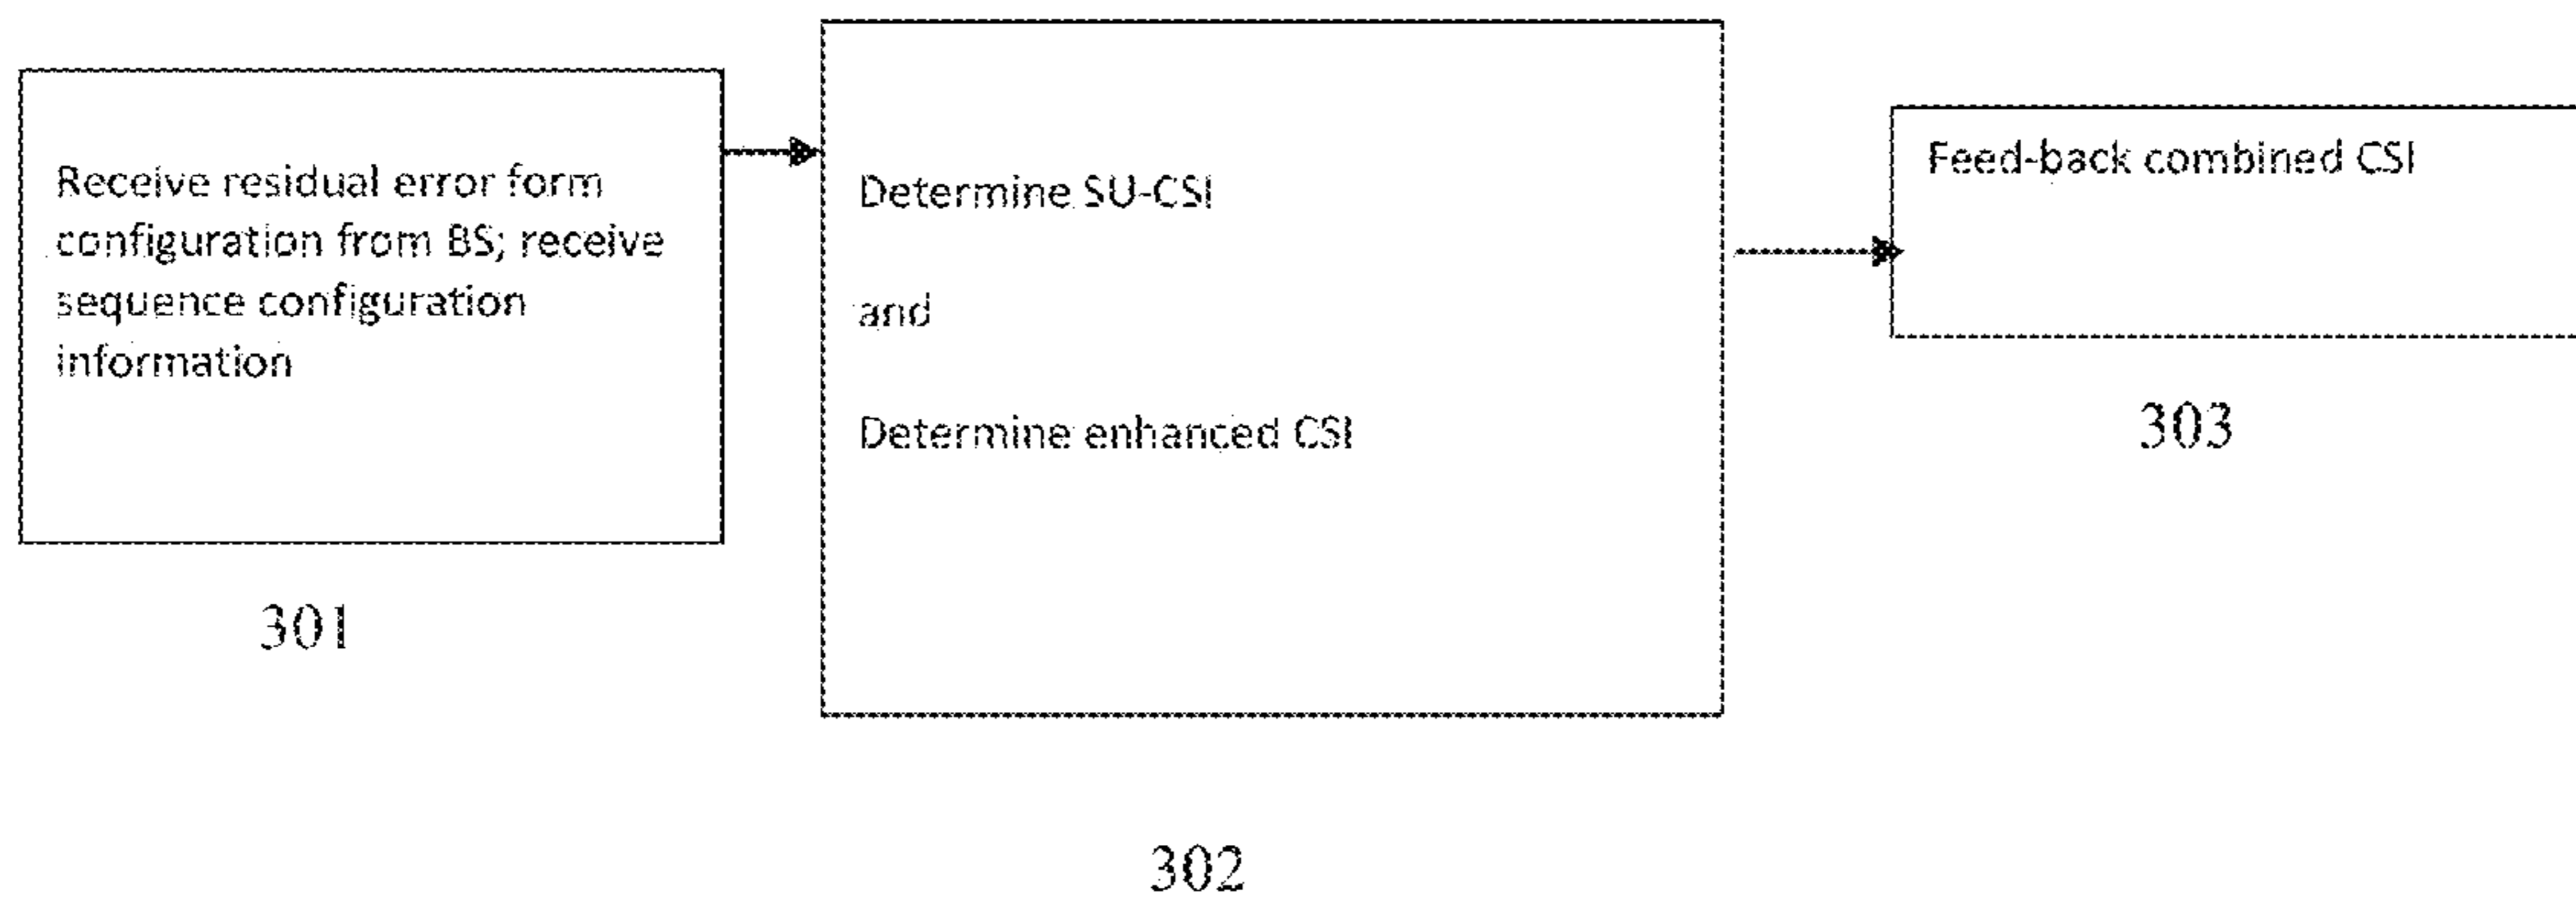 Receive residual error form
configuration from BS; receive
sequence configuration
information
301
Determine SU-CSI
and
Determine enhanced CSI
302
Feed-back combined CSI
303